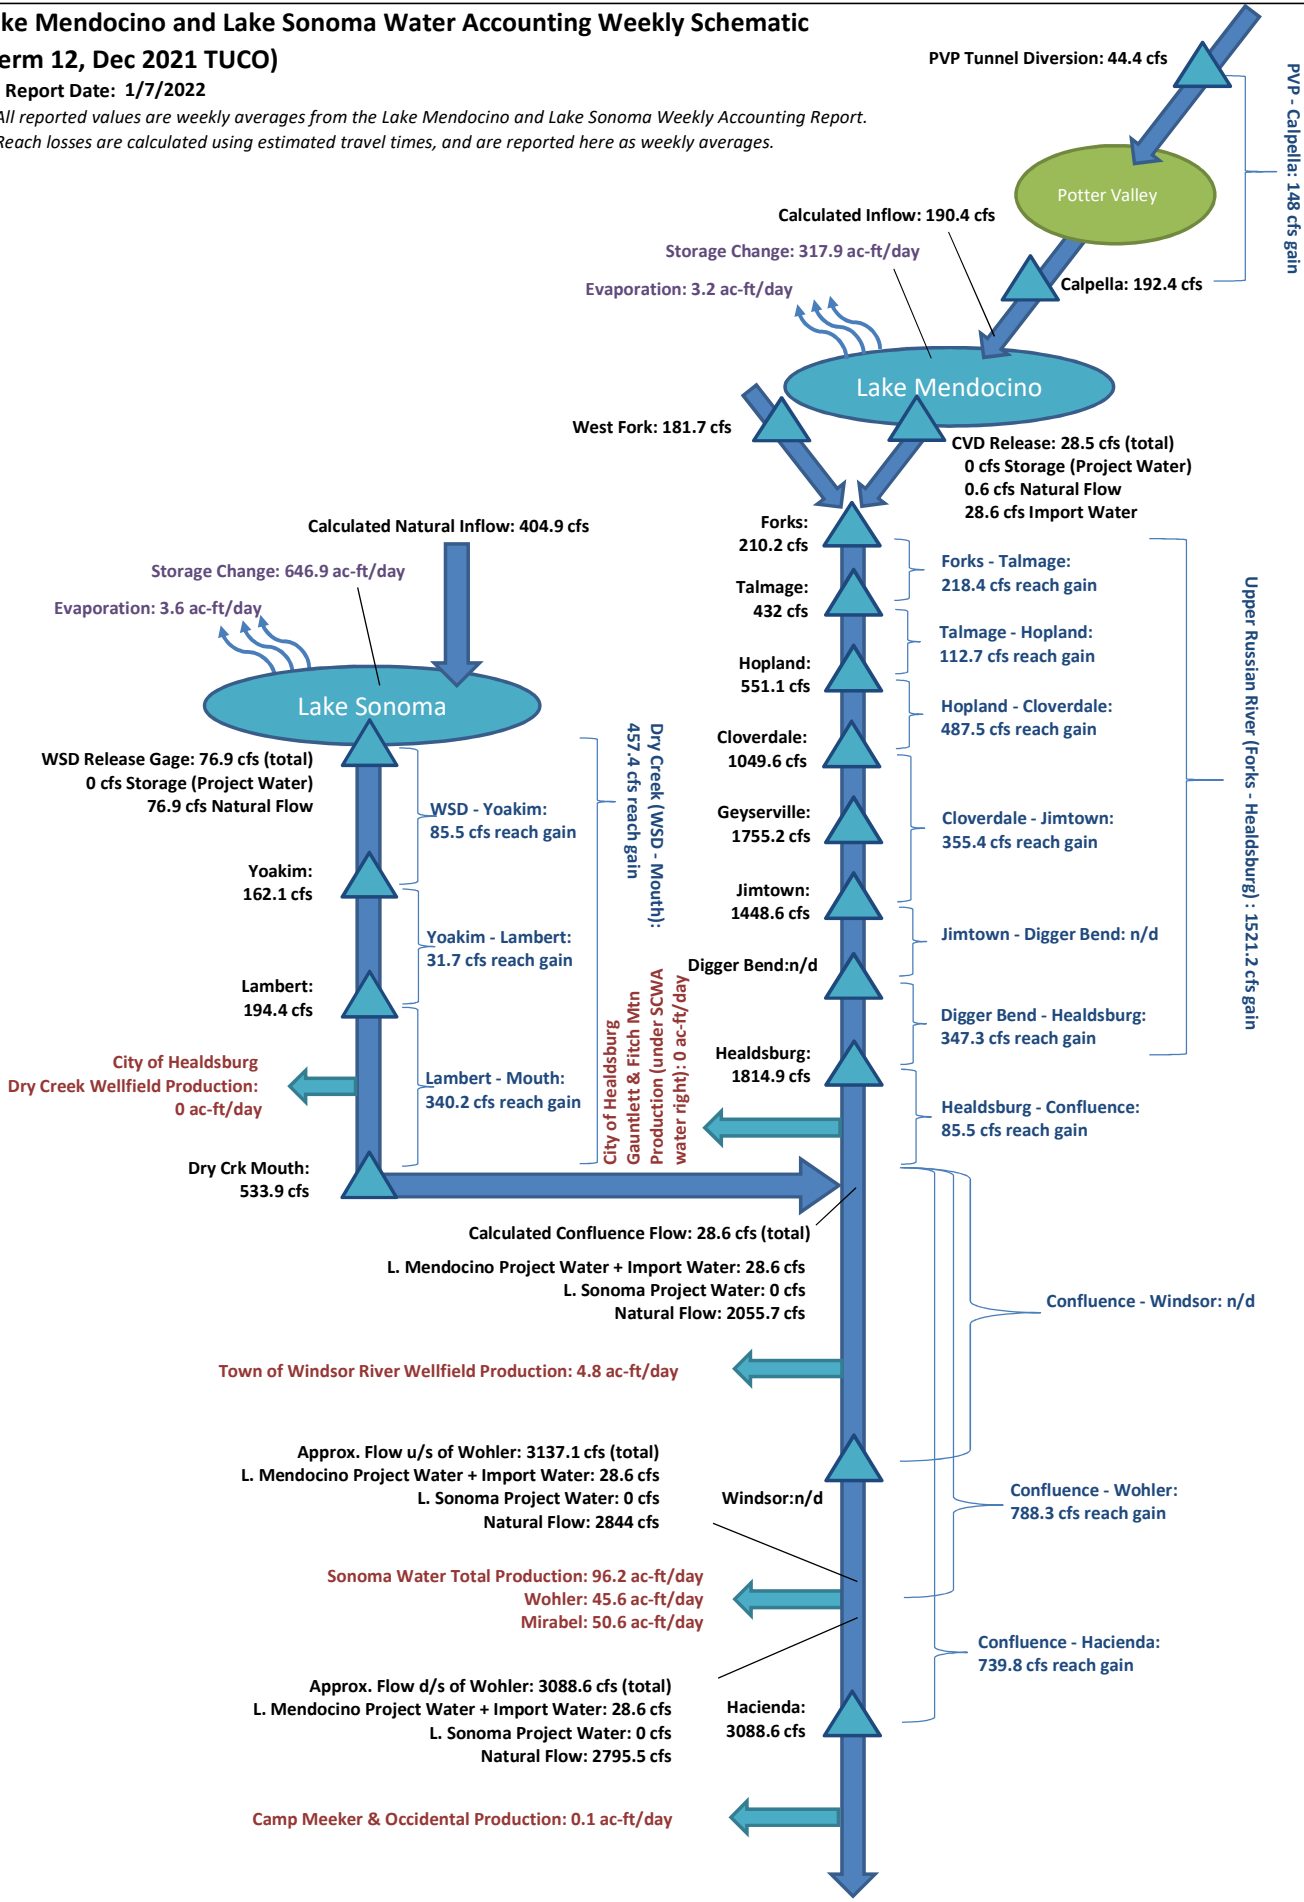 ke Mendocino and Lake Sonoma Water Accounting Weekly Schematic
erm 12, Dec 2021 TUCO)
Report Date: 1/7/2022
All reported values are weekly averages from the Lake Mendocino and Lake Sonoma Weekly Accounting Report.
Reach losses are calculated using estimated travel times, and are reported here as weekly averages.
PVP Tunnel Diversion: 44.4 cfs
PVP - Calpella: 148 cfs gain
Potter Valley
Calculated Inflow: 190.4 cfs
Storage Change: 317.9 ac-ft/day
Evaporation: 3.2 ac-ft/day
Calpella: 192.4 cfs
Lake Mendocino
West Fork: 181.7 cfs
CVD Release: 28.5 cfs (total)
0 cfs Storage (Project Water)
0.6 cfs Natural Flow
28.6 cfs Import Water
Forks:
210.2 cfs
Forks - Talmage:
218.4 cfs reach gain
Talmage:
432 cfs
Talmage - Hopland:
112.7 cfs reach gain
Hopland:
551.1 cfs
Hopland - Cloverdale:
487.5 cfs reach gain
Cloverdale:
1049.6 cfs
Geyserville:
1755.2 cfs
Cloverdale - Jimtown:
355.4 cfs reach gain
Jimtown:
1448.6 cfs
Jimtown - Digger Bend: n/d
Digger Bend:n/d
Digger Bend - Healdsburg:
347.3 cfs reach gain
Healdsburg:
1814.9 cfs
Upper Russian River (Forks - Healdsburg) : 1521.2 cfs gain
Healdsburg - Confluence:
85.5 cfs reach gain
Calculated Natural Inflow: 404.9 cfs
Storage Change: 646.9 ac-ft/day
Evaporation: 3.6 ac-ft/day
Lake Sonoma
WSD Release Gage: 76.9 cfs (total)
0 cfs Storage (Project Water)
76.9 cfs Natural Flow
WSD - Yoakim:
85.5 cfs reach gain
Dry Creek (WSD - Mouth):
457.4 cfs reach gain
Yoakim:
162.1 cfs
Yoakim - Lambert:
31.7 cfs reach gain
Lambert:
194.4 cfs
City of Healdsburg
Dry Creek Wellfield Production:
0 ac-ft/day
Lambert - Mouth:
340.2 cfs reach gain
City of Healdsburg
Gauntlett & Fitch Mtn
Production (under SCWA
water right): 0 ac-ft/day
Dry Crk Mouth:
533.9 cfs
Calculated Confluence Flow: 28.6 cfs (total)
L. Mendocino Project Water + Import Water: 28.6 cfs
L. Sonoma Project Water: 0 cfs
Natural Flow: 2055.7 cfs
Confluence - Windsor: n/d
Town of Windsor River Wellfield Production: 4.8 ac-ft/day
Approx. Flow u/s of Wohler: 3137.1 cfs (total)
L. Mendocino Project Water + Import Water: 28.6 cfs
L. Sonoma Project Water: 0 cfs
Natural Flow: 2844 cfs
Windsor:n/d
Confluence - Wohler:
788.3 cfs reach gain
Sonoma Water Total Production: 96.2 ac-ft/day
Wohler: 45.6 ac-ft/day
Mirabel: 50.6 ac-ft/day
Confluence - Hacienda:
739.8 cfs reach gain
Approx. Flow d/s of Wohler: 3088.6 cfs (total)
L. Mendocino Project Water + Import Water: 28.6 cfs
L. Sonoma Project Water: 0 cfs
Natural Flow: 2795.5 cfs
Hacienda:
3088.6 cfs
Camp Meeker & Occidental Production: 0.1 ac-ft/day